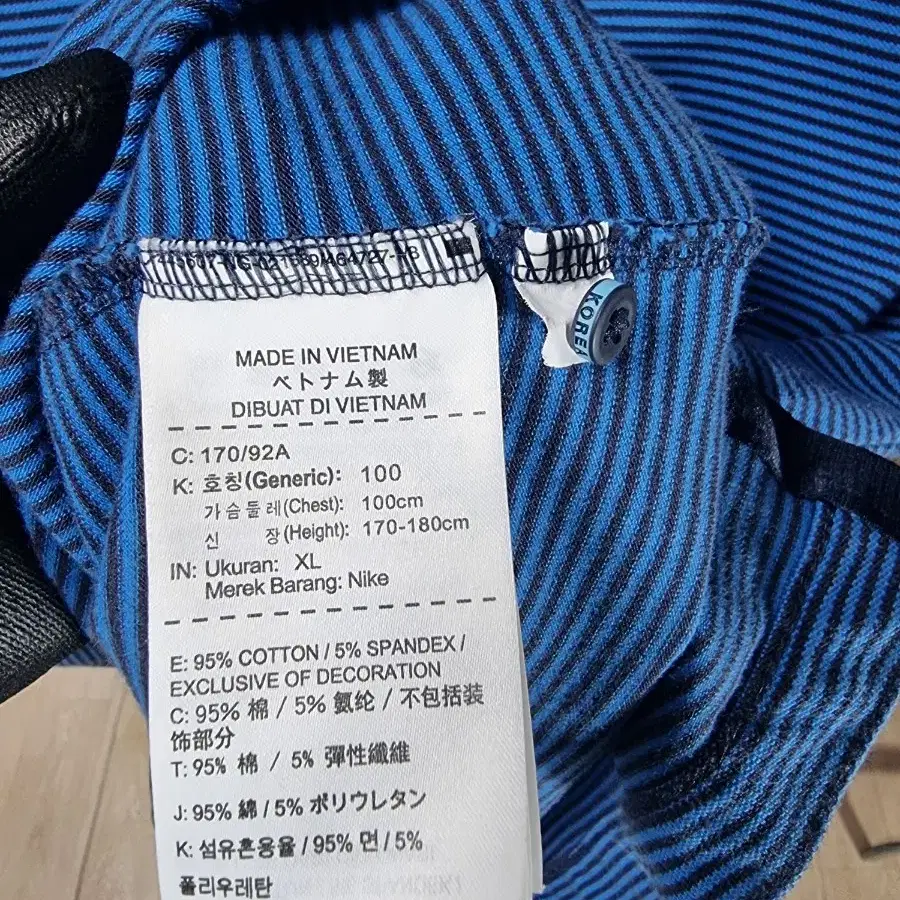 KOREA
MADE IN VIETNAM
ベトナム製
DIBUAT DI VIETNAM
C: 170/92A
K: 호칭(Generic): 100
가슴둘레(Chest): 100cm
신 장(Height): 170-180cm
IN: Ukuran: XL
Merek Barang: Nike
E: 95% COTTON / 5% SPANDEX /
EXCLUSIVE OF DECORATION
C: 95% 棉 / 5% 氨纶 / 不包括装
饰部分
T: 95% 棉 / 5% 彈性纖維
J: 95% 綿 / 5% ポリウレタン
K: 섬유혼용율 / 95% 면 / 5%
폴리우레탄